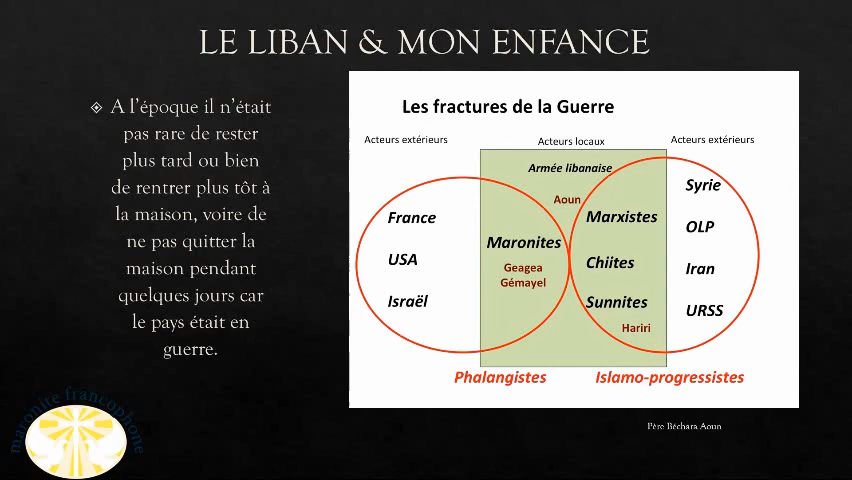 LE LIBAN & MON ENFANCE
A l'époque il n'était
pas rare de rester
plus tard ou bien
de rentrer plus tôt à
la maison, voire de
ne pas quitter la
maison pendant
quelques jours car
le pays était en
guerre.
Les fractures de la Guerre
Acteurs extérieurs
Acteurs locaux
Acteurs extérieurs
France
USA
Israël
Armée libanaise
Aoun
Maronites
Geagea
Gémayel
Marxistes
Chiites
Sunnites
Hariri
Syrie
OLP
Iran
URSS
Phalangistes
Islamo-progressistes
Père Béchara Aoun
maronite francophone